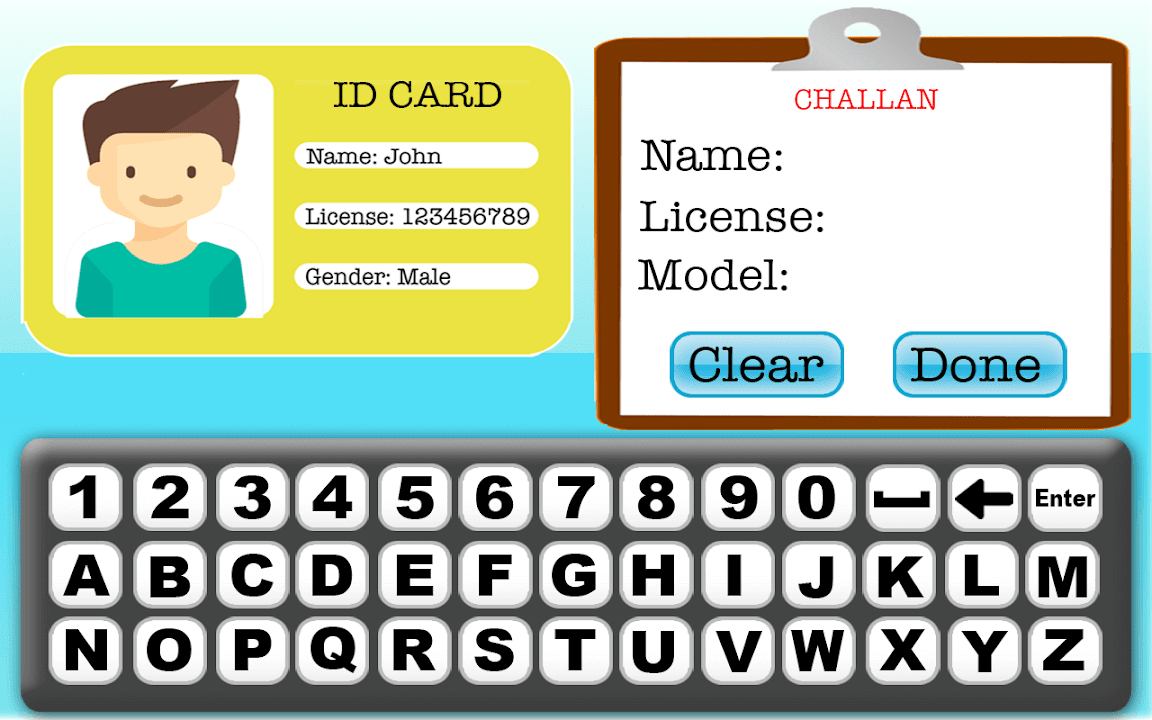 ID CARD
Name: John
License: 123456789
Gender: Male
CHALLAN
Name:
License:
Model:
Clear Done
1 2 3 4 5 6 7 8 9 0 Enter
A B C D E F G H I J K L M
N O P Q R S T U V W X Y Z